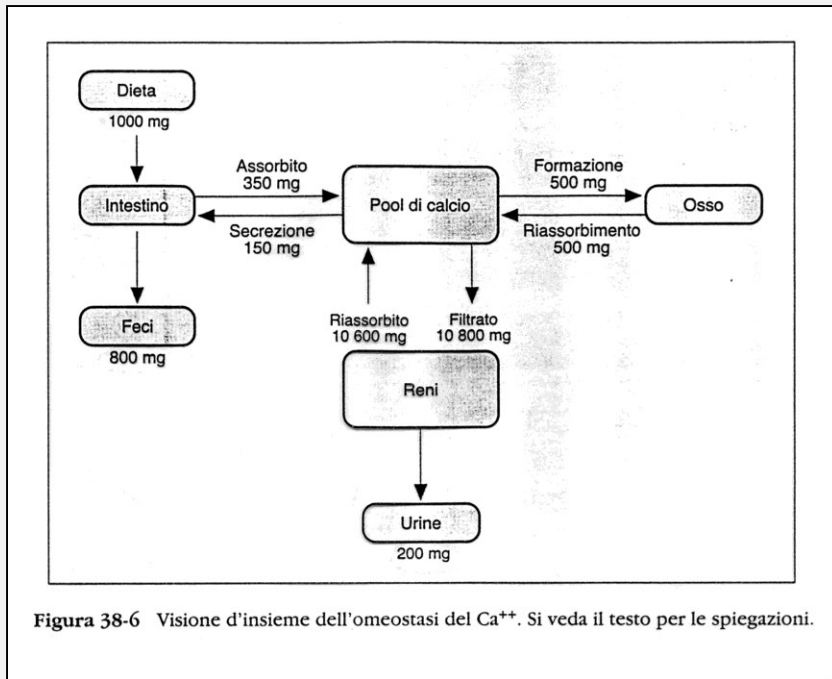 Dieta
1000 mg
Assorbito
350 mg
Formazione
500 mg
Intestino
Pool di calcio
Osso
Secrezione
150 mg
Riassorbimento
500 mg
Feci
800 mg
Riassorbito
10 600 mg
Filtrato
10 800 mg
Reni
Urine
200 mg
Figura 38-6 Visione d'insieme dell'omeostasi del Ca⁺⁺. Si veda il testo per le spiegazioni.